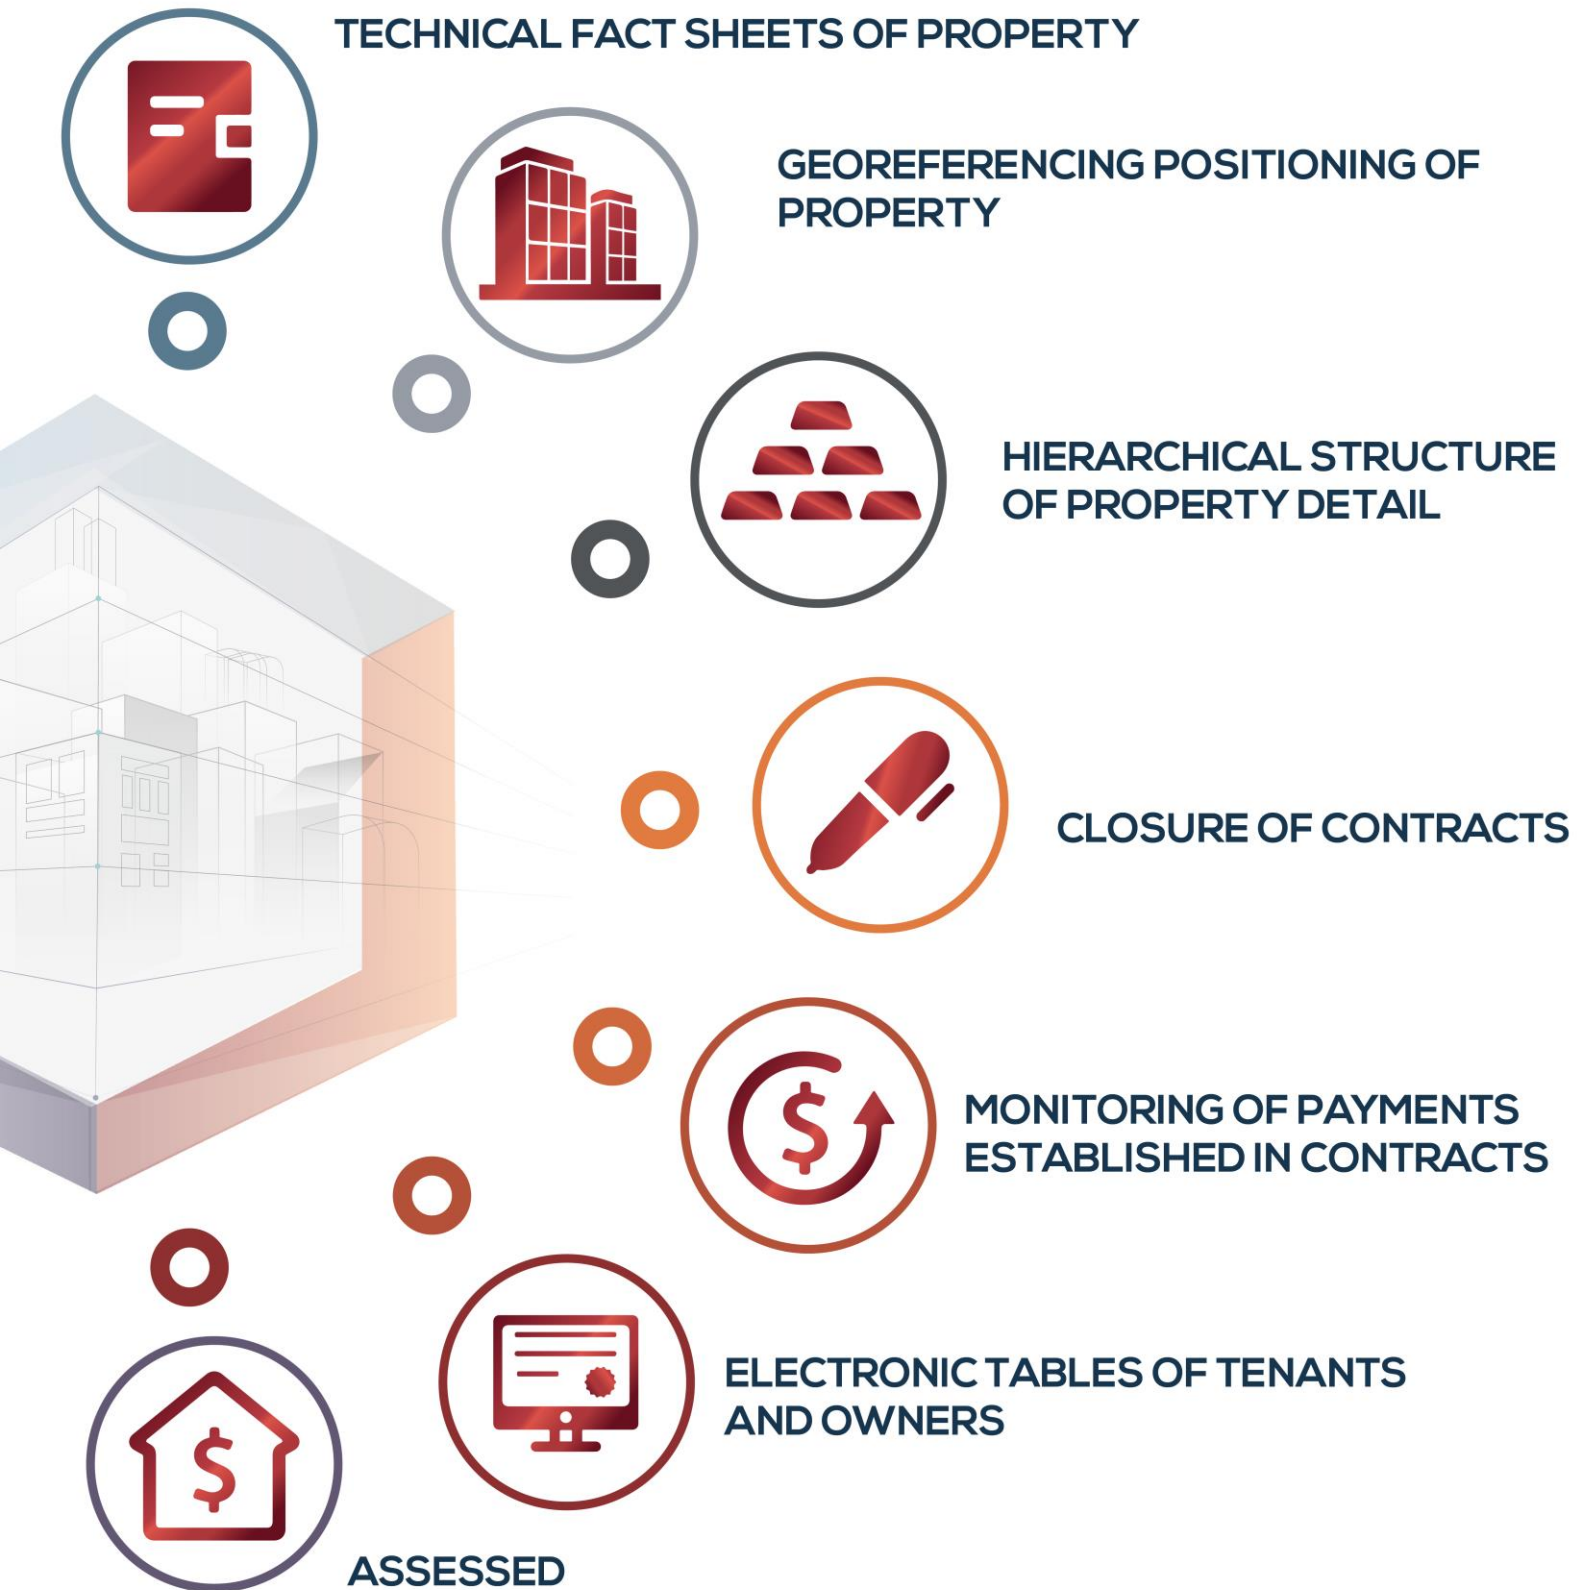 TECHNICAL FACT SHEETS OF PROPERTY
GEOREFERENCING POSITIONING OF
PROPERTY
HIERARCHICAL STRUCTURE
OF PROPERTY DETAIL
CLOSURE OF CONTRACTS
MONITORING OF PAYMENTS
ESTABLISHED IN CONTRACTS
ELECTRONIC TABLES OF TENANTS
AND OWNERS
ASSESSED